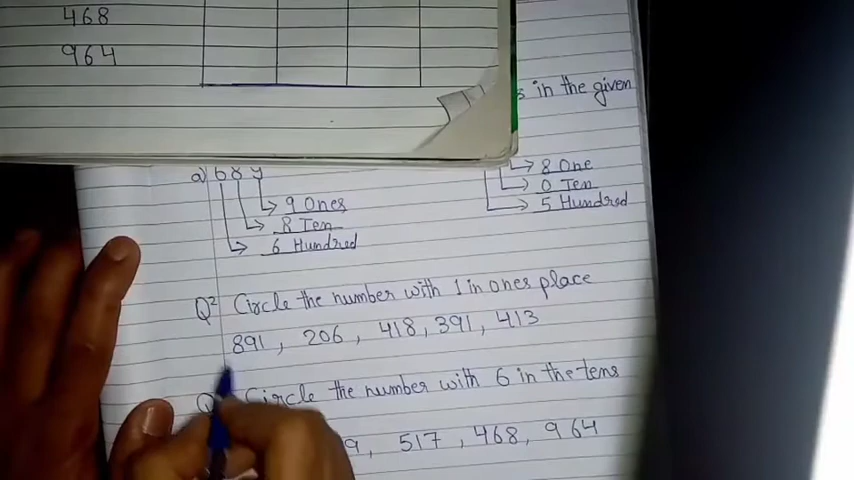 468
964
in the given
a) 689
9 Ones
8 Ten
6 Hundred
8 One
0 Ten
5 Hundred
Q2 Circle the number with 1 in ones place
891, 206, 418, 391, 413
Circle the number with 6 in the tens
9, 517, 468, 964